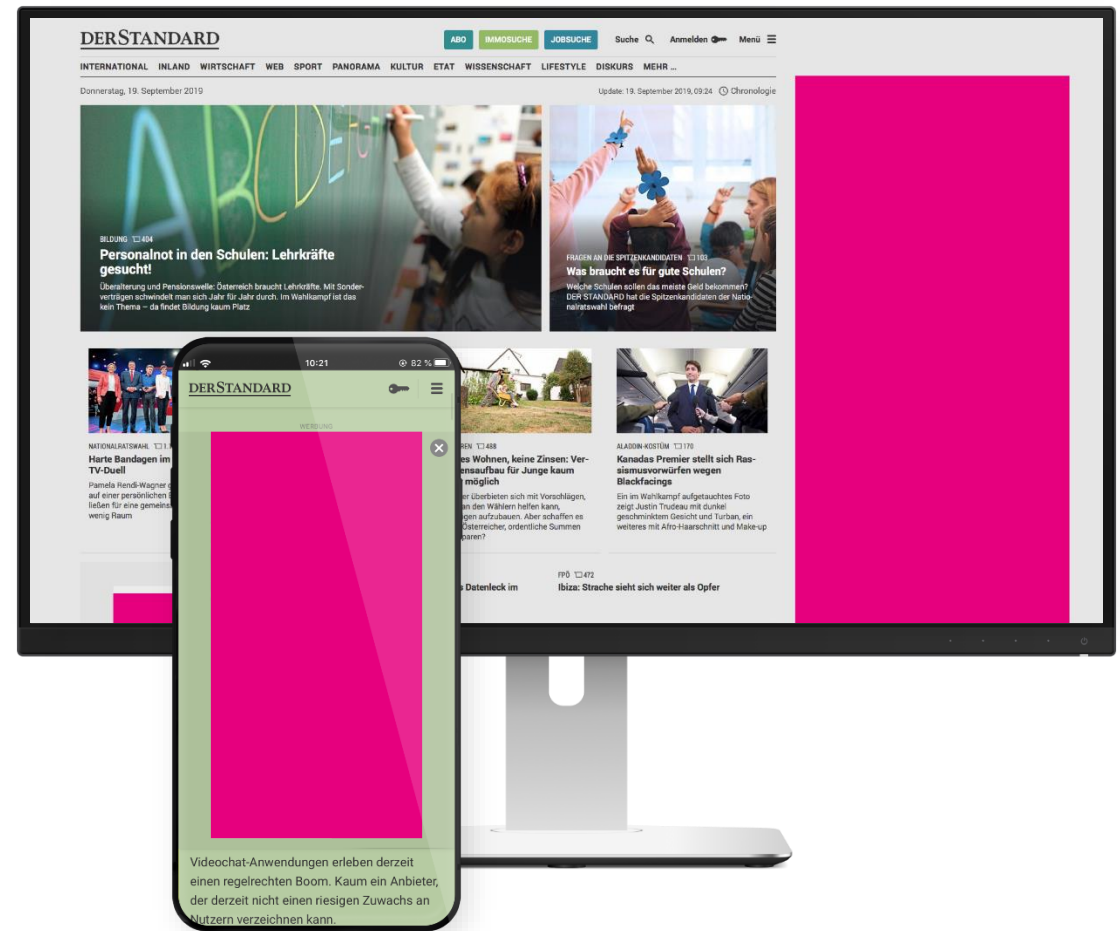 DERSTANDARD
ABO IMMOSUCHE JOBSUCHE Suche Anmelden Menü
INTERNATIONAL INLAND WIRTSCHAFT WEB SPORT PANORAMA KULTUR ETAT WISSENSCHAFT LIFESTYLE DISKURS MEHR ...
Donnerstag, 19. September 2019
Update: 19. September 2019, 09:24 Chronologie
ABCDEF
BILDUNG 404
Personalnot in den Schulen: Lehrkräfte
gesucht!
Überalterung und Pensionswelle: Österreich braucht Lehrkräfte. Mit Sonder-
verträgen schwindelt man sich Jahr für Jahr durch. Im Wahlkampf ist das
kein Thema – da findet Bildung kaum Platz
FRAGEN AN DIE SPITZENKANDIDATEN 103
Was braucht es für gute Schulen?
Welche Schulen sollen das meiste Geld bekommen?
DER STANDARD hat die Spitzenkandidaten der Natio-
nalratswahl befragt
NATIONALRATSWAHL
Harte Bandagen im
TV-Duell
Pamela Rendi-Wagner
auf einer persönlichen
ließen für eine
wenig Raum
488
es Wohnen, keine Zinsen: Ver-
ensaufbau für Junge kaum
möglich
er überbieten sich mit Vorschlägen,
an den Wählern helfen kann,
gen aufzubauen. Aber schaffen es
Österreicher, ordentliche Summen
paren?
ALADDIN-KOSTÜM 170
Kanadas Premier stellt sich Ras-
sismusvorwürfen wegen
Blackfacings
Ein im Wahlkampf aufgetauchtes Foto
zeigt Justin Trudeau mit dunkel
geschminktem Gesicht und Turban, ein
weiteres mit Afro-Haarschnitt und Make-up
Datenleck im
FPÖ 472
Ibiza: Strache sieht sich weiter als Opfer
10:21 82 %
DERSTANDARD
WERBUNG
Videochat-Anwendungen erleben derzeit
einen regelrechten Boom. Kaum ein Anbieter,
der derzeit nicht einen riesigen Zuwachs an
Nutzern verzeichnen kann.